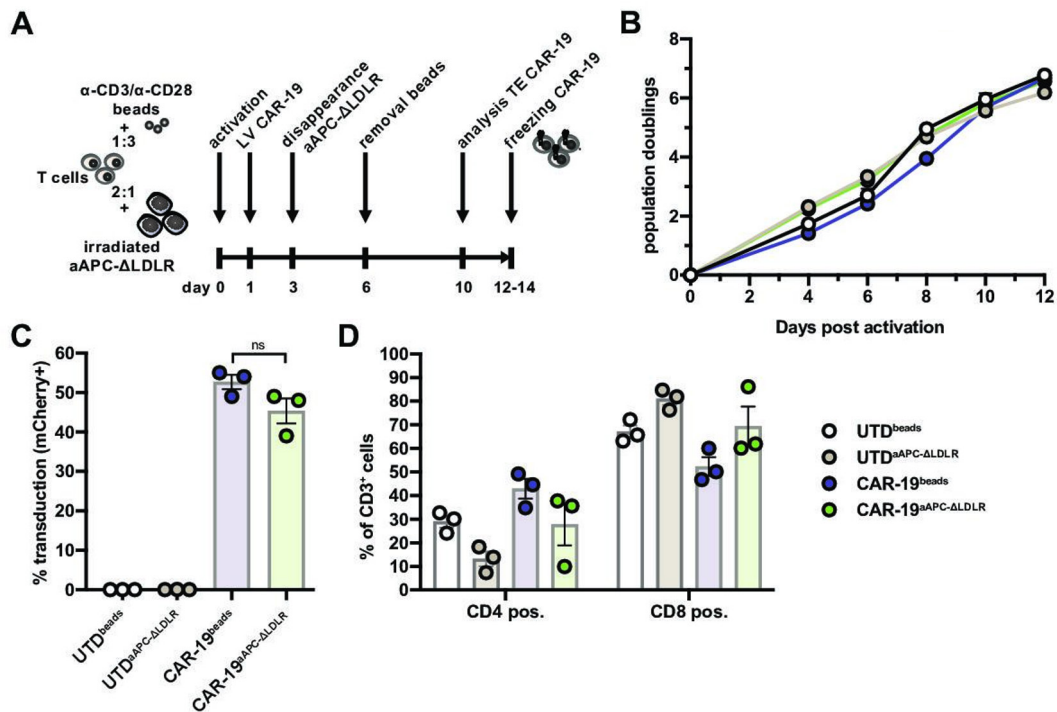 A
α-CD3/α-CD28
beads
+
1:3
T cells
2:1
+
irradiated
aAPC-ΔLDLR
activation
LV CAR-19
disappearance
aAPC-ΔLDLR
removal beads
analysis TE CAR-19
freezing CAR-19
day 0 1 3 6 10 12-14
B
population doublings
8
6
4
2
0
0 2 4 6 8 10 12
Days post activation
C
% transduction (mCherry+)
60
50
40
30
20
10
0
ns
UTDbeads
UTDaAPC-ΔLDLR
CAR-19beads
CAR-19aAPC-ΔLDLR
D
% of CD3+ cells
100
90
80
70
60
50
40
30
20
10
0
CD4 pos. CD8 pos.
UTDbeads
UTDaAPC-ΔLDLR
CAR-19beads
CAR-19aAPC-ΔLDLR